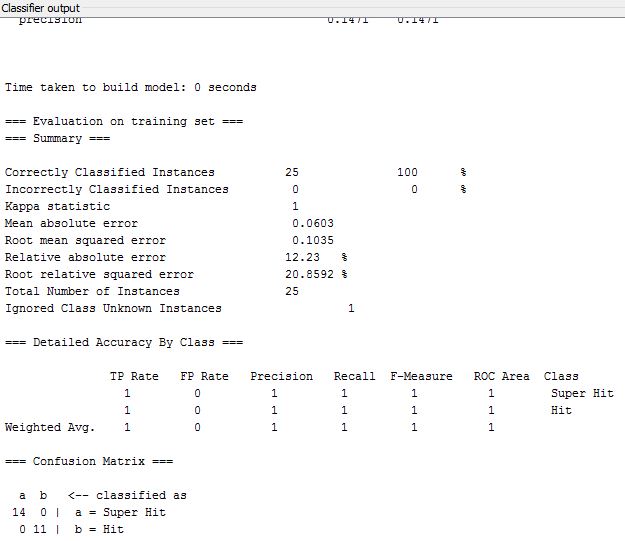 Classifier output
precision 0.1471 0.1471
Time taken to build model: 0 seconds
=== Evaluation on training set ===
=== Summary ===
Correctly Classified Instances 25 100 %
Incorrectly Classified Instances 0 0 %
Kappa statistic 1
Mean absolute error 0.0603
Root mean squared error 0.1035
Relative absolute error 12.23 %
Root relative squared error 20.8592 %
Total Number of Instances 25
Ignored Class Unknown Instances 1
=== Detailed Accuracy By Class ===
TP Rate FP Rate Precision Recall F-Measure ROC Area Class
1 0 1 1 1 1 Super Hit
1 0 1 1 1 1 Hit
Weighted Avg. 1 0 1 1 1 1
=== Confusion Matrix ===
a b <-- classified as
14 0 | a = Super Hit
0 11 | b = Hit